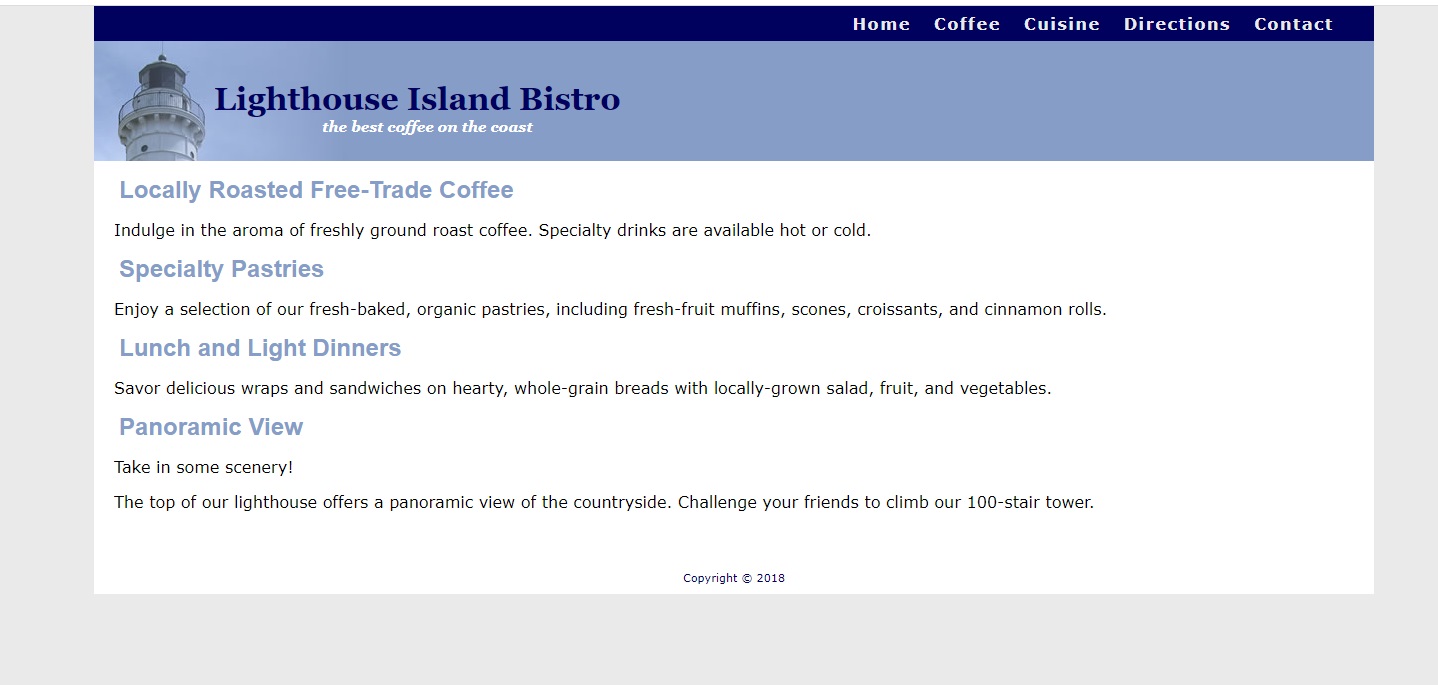 Home Coffee Cuisine Directions Contact
Lighthouse Island Bistro
the best coffee on the coast
Locally Roasted Free-Trade Coffee
Indulge in the aroma of freshly ground roast coffee. Specialty drinks are available hot or cold.
Specialty Pastries
Enjoy a selection of our fresh-baked, organic pastries, including fresh-fruit muffins, scones, croissants, and cinnamon rolls.
Lunch and Light Dinners
Savor delicious wraps and sandwiches on hearty, whole-grain breads with locally-grown salad, fruit, and vegetables.
Panoramic View
Take in some scenery!
The top of our lighthouse offers a panoramic view of the countryside. Challenge your friends to climb our 100-stair tower.
Copyright © 2018